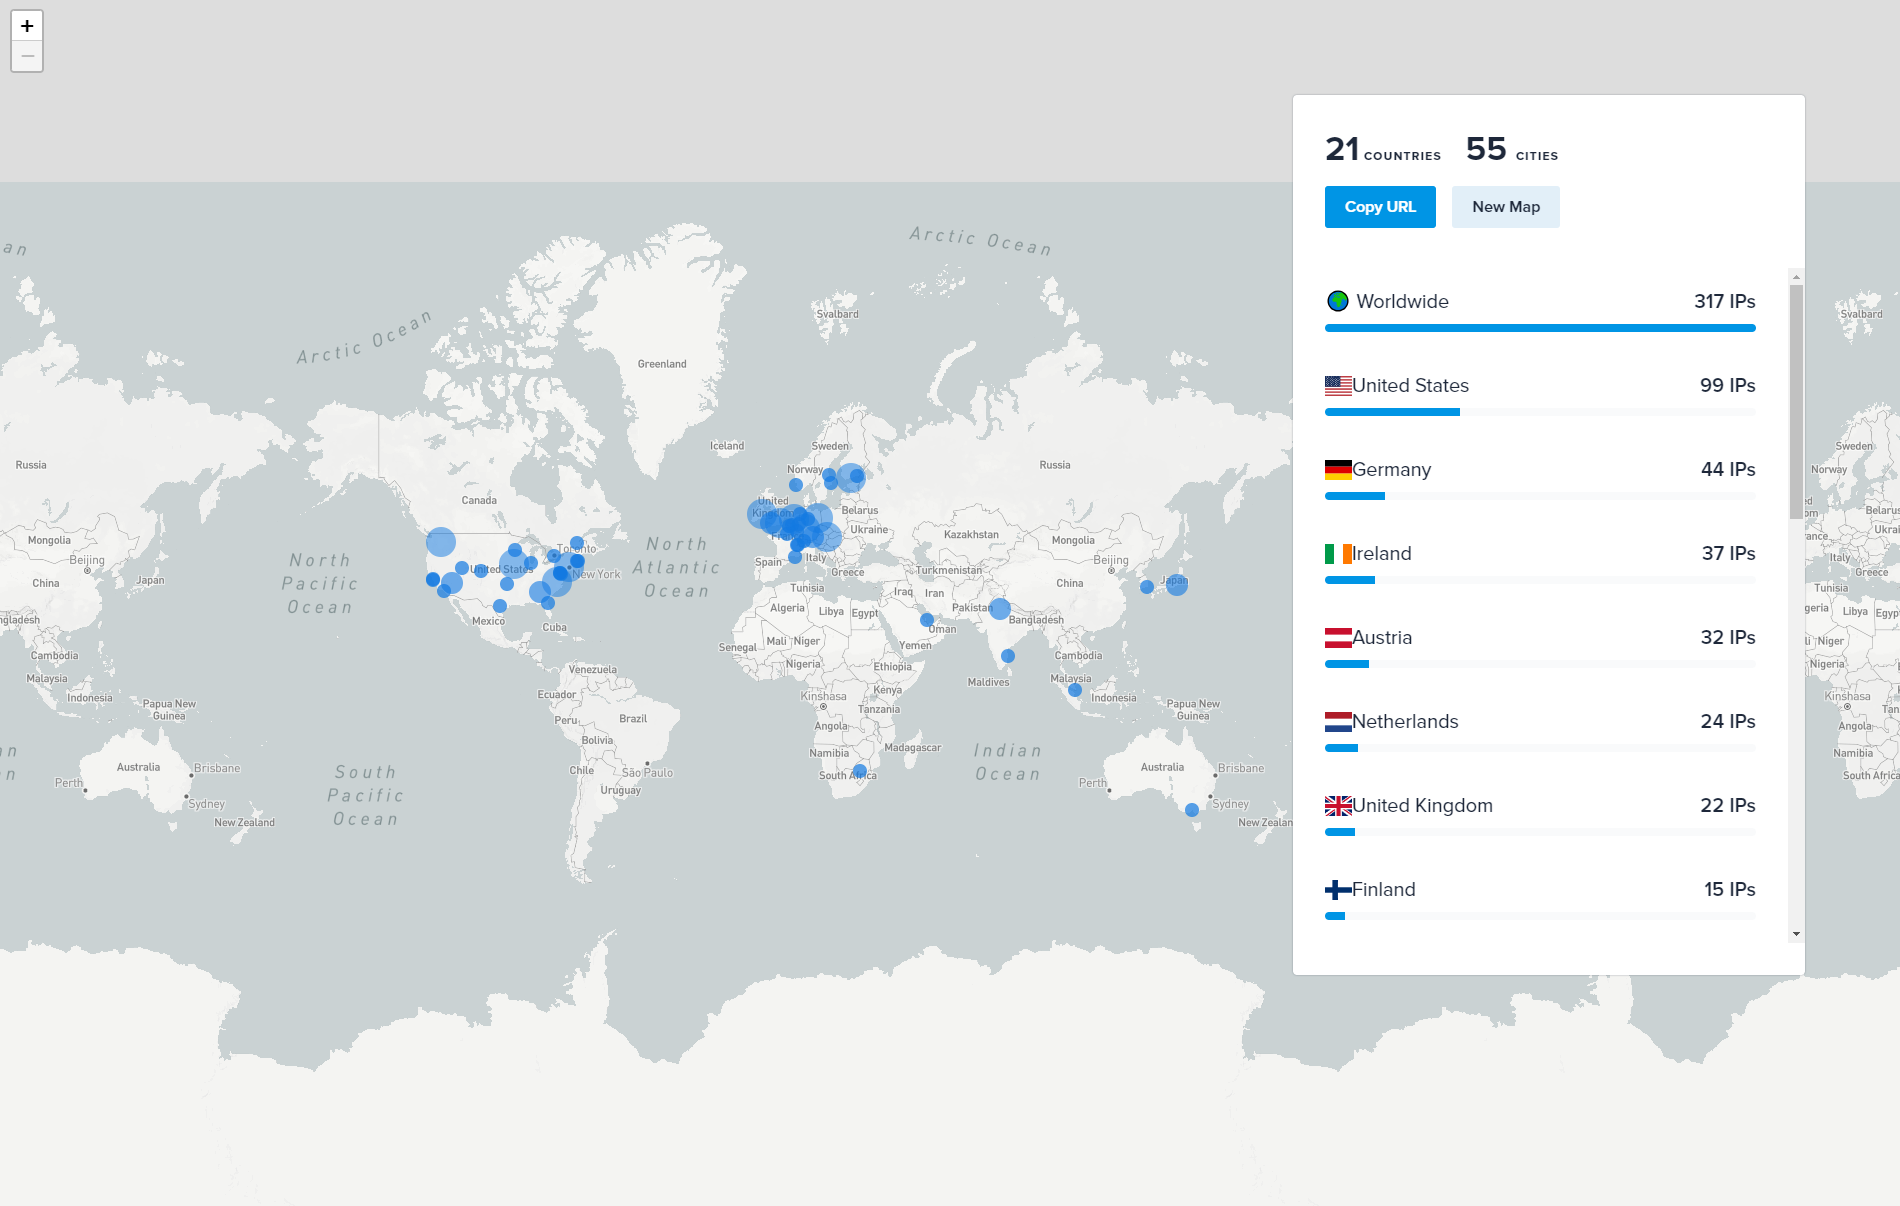 +
−
21 COUNTRIES 55 CITIES
Copy URL
New Map
Worldwide 317 IPs
United States 99 IPs
Germany 44 IPs
Ireland 37 IPs
Austria 32 IPs
Netherlands 24 IPs
United Kingdom 22 IPs
Finland 15 IPs
an
Arctic Ocean
Arctic Ocean
Svalbard
Svalbard
Greenland
Iceland
Sweden
Norway
Russia
Russia
Canada
United
Kingdom
Belarus
Ukraine
Kazakhstan
Mongolia
Mongolia
Beijing
Beijing
China
China
Japan
Japan
North
Pacific
Ocean
North
Atlantic
Ocean
Toronto
New York
United States
Spain
Italy
Greece
Turkmenistan
Tunisia
Iraq
Iran
Pakistan
Algeria
Libya
Egypt
Bangladesh
Oman
Mexico
Cuba
Senegal
Mali
Niger
Yemen
Nigeria
Ethiopia
Cambodia
Cambodia
Malaysia
Malaysia
Indonesia
Indonesia
Maldives
Venezuela
Ecuador
Kinshasa
Kenya
Tanzania
Papua New
Guinea
Papua New
Guinea
Peru
Brazil
Angola
Bolivia
Namibia
Madagascar
Indian
Ocean
Chile
São Paulo
South Africa
Uruguay
South
Pacific
Ocean
Australia
Brisbane
Perth
Sydney
New Zealand
Australia
Brisbane
Perth
Sydney
New Zealan
Sweden
Norway
Belarus
Ukrai
Italy
Greece
Tunisia
Libya
Egyp
Niger
Nigeria
Kinshasa
Tan
Angola
Namibia
South Africa